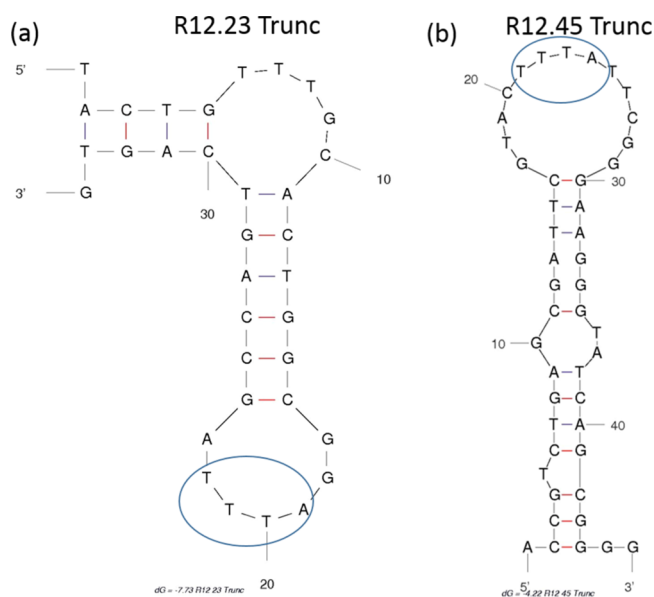 (a) R12.23 Trunc
5' T
T T T
A C T G
G
T G A C
C
10
3' G
30
T A
G C
A T
C G
C G
G C
A G
T G
T T A
20
dG = -7.73 R12 23 Trunc
(b) R12.45 Trunc
T T T A T
20 C T
A C
T G
G G
C G 30
T A
T A
A G
G G
C G
10 G T
A
A T
G C
T A 40
C G
T
G C
C G
A C G G G
5' 3'
dG = -4.22 R12 45 Trunc